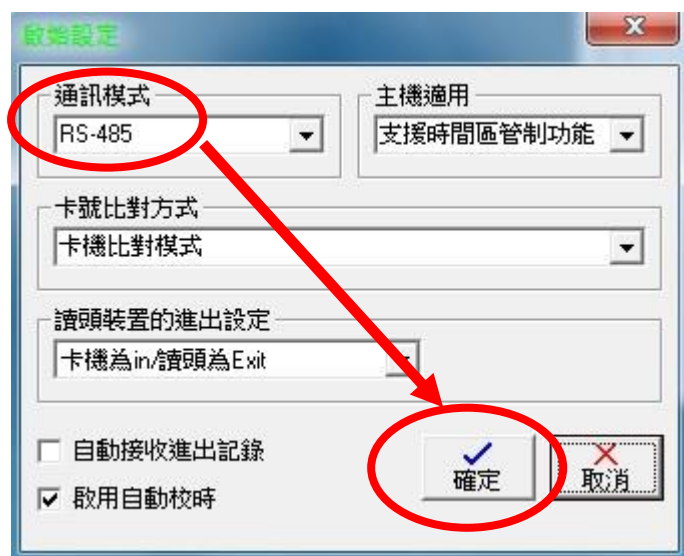 啟始設定
通訊模式
RS-485
主機適用
支援時間區管制功能
卡號比對方式
卡機比對模式
讀頭裝置的進出設定
卡機為in/讀頭為Exit
自動接收進出記錄
啟用自動校時
確定
取消